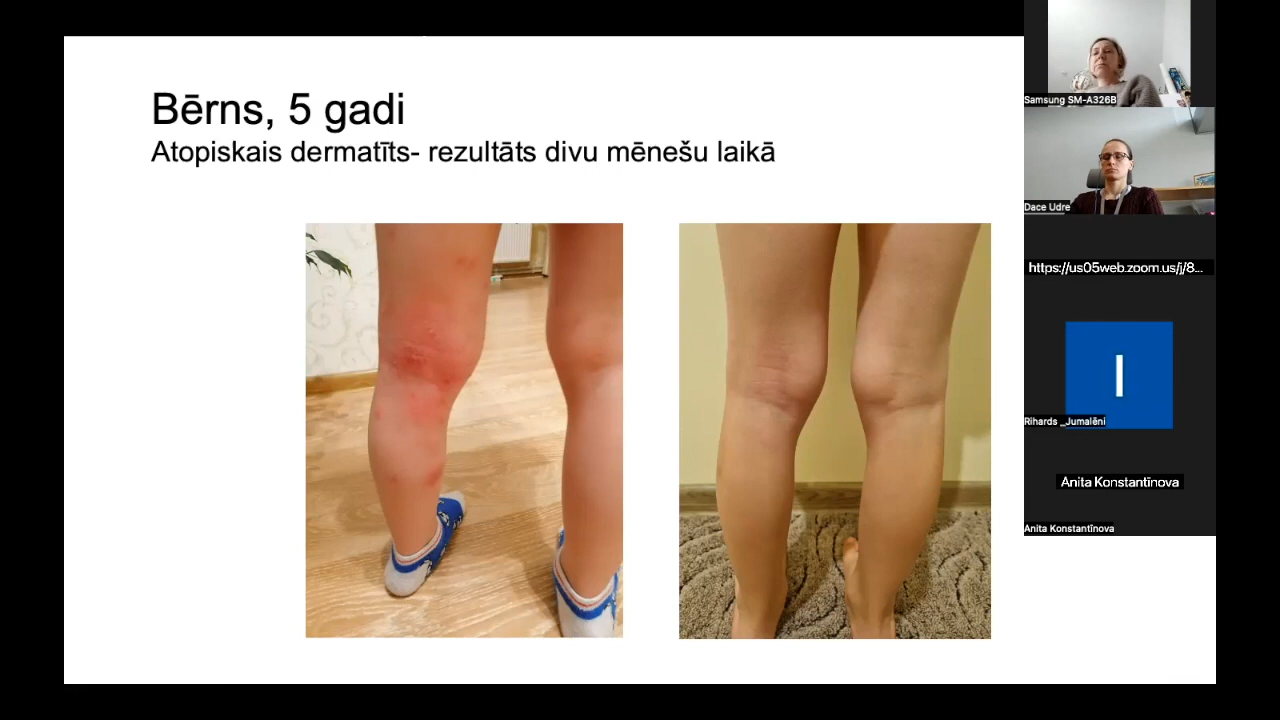 Bērns, 5 gadi
Atopiskais dermatīts- rezultāts divu mēnešu laikā
Samsung SM-A326B
Dace Udre
https://us05web.zoom.us/j/8...
I
Rihards _Jumalēni
Anita Konstantīnova
Anita Konstantīnova